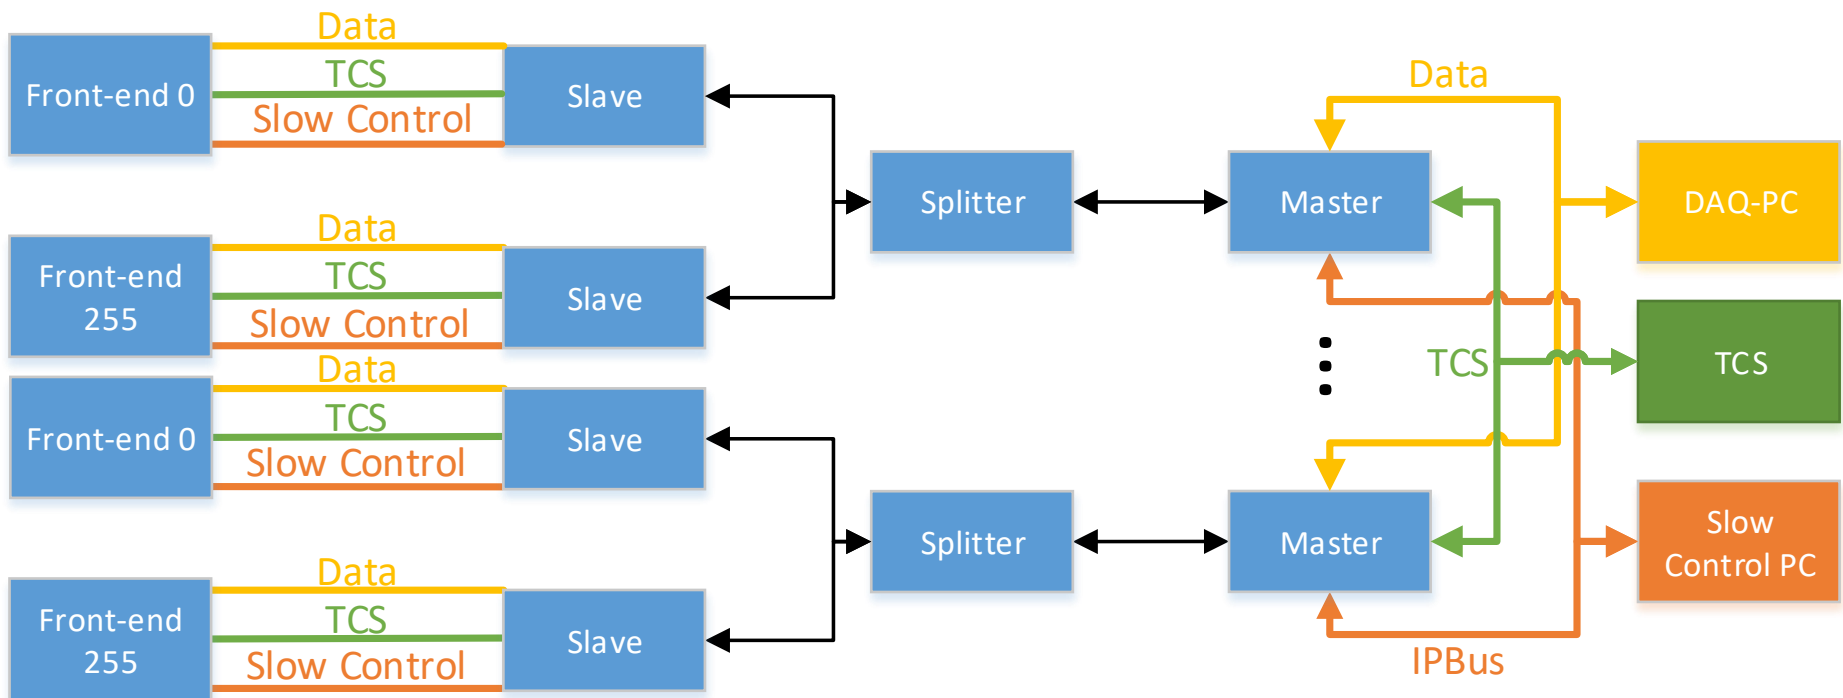 Data
Front-end 0
TCS
Slow Control
Slave
Data
Front-end
255
TCS
Slow Control
Slave
Data
Front-end 0
TCS
Slow Control
Slave
Data
Front-end
255
TCS
Slow Control
Slave
Splitter
Splitter
Data
Master
TCS
Master
IPBus
DAQ-PC
TCS
Slow
Control PC